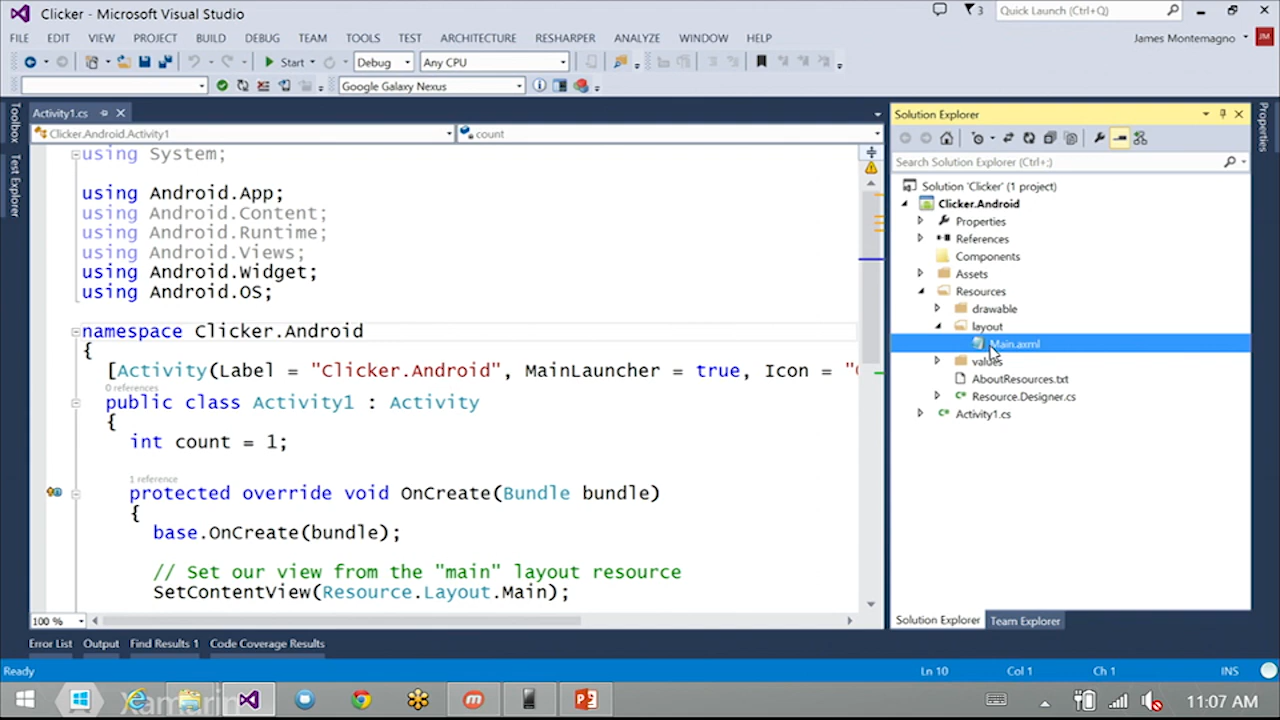 Clicker - Microsoft Visual Studio
3
Quick Launch (Ctrl+Q)
FILE EDIT VIEW PROJECT BUILD DEBUG TEAM TOOLS TEST ARCHITECTURE RESHARPER ANALYZE WINDOW HELP
James Montemagno
JM
Start
Debug
Any CPU
Google Galaxy Nexus
Toolbox
Test Explorer
Activity1.cs
Clicker.Android.Activity1
count
using System;
using Android.App;
using Android.Content;
using Android.Runtime;
using Android.Views;
using Android.Widget;
using Android.OS;
namespace Clicker.Android
{
[Activity(Label = "Clicker.Android", MainLauncher = true, Icon = "
0 references
public class Activity1 : Activity
{
int count = 1;
1 reference
protected override void OnCreate(Bundle bundle)
{
base.OnCreate(bundle);
// Set our view from the "main" layout resource
SetContentView(Resource.Layout.Main);
100 %
Solution Explorer
Search Solution Explorer (Ctrl+;)
Solution 'Clicker' (1 project)
Clicker.Android
Properties
References
Components
Assets
Resources
drawable
layout
Main.axml
values
AboutResources.txt
Resource.Designer.cs
Activity1.cs
Solution Explorer
Team Explorer
Properties
Error List Output Find Results 1 Code Coverage Results
Ready
Ln 10 Col 1 Ch 1 INS
Xamarin
11:07 AM